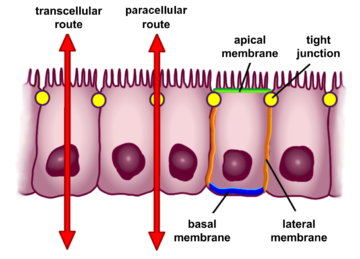 transcellular
route
paracellular
route
apical
membrane
tight
junction
basal
membrane
lateral
membrane